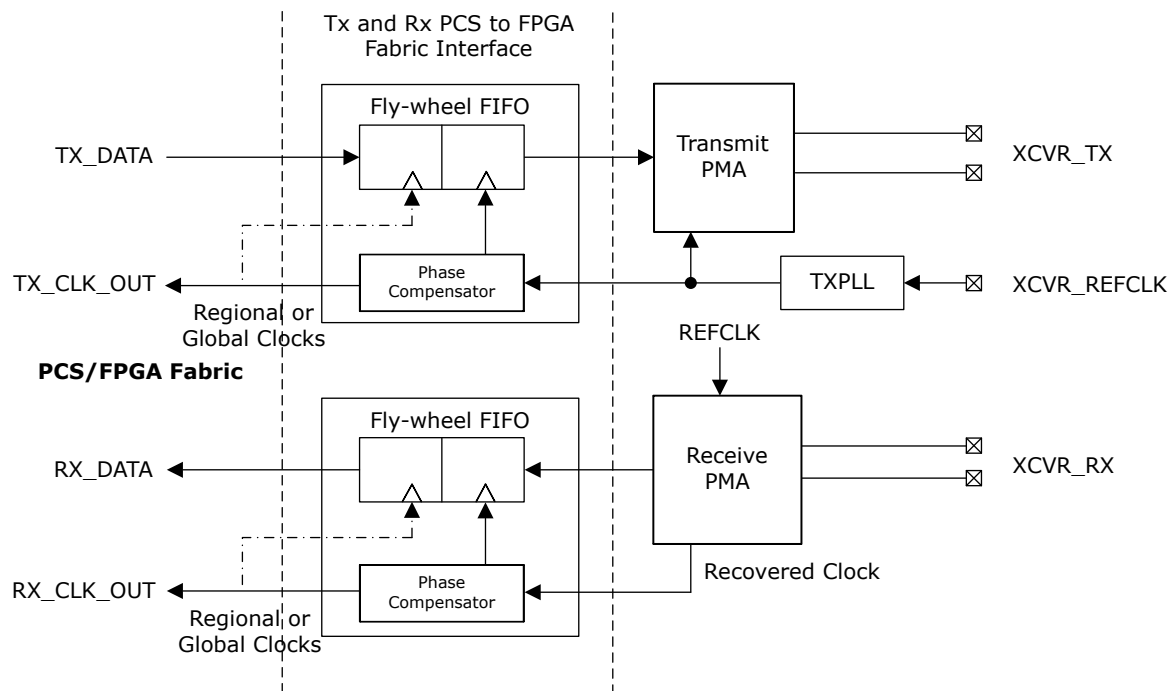 Tx and Rx PCS to FPGA
Fabric Interface
Fly-wheel FIFO
TX_DATA
Transmit
PMA
XCVR_TX
TX_CLK_OUT
Phase
Compensator
TXPLL
XCVR_REFCLK
Regional or
Global Clocks
REFCLK
PCS/FPGA Fabric
Fly-wheel FIFO
RX_DATA
Receive
PMA
XCVR_RX
RX_CLK_OUT
Phase
Compensator
Recovered Clock
Regional or
Global Clocks